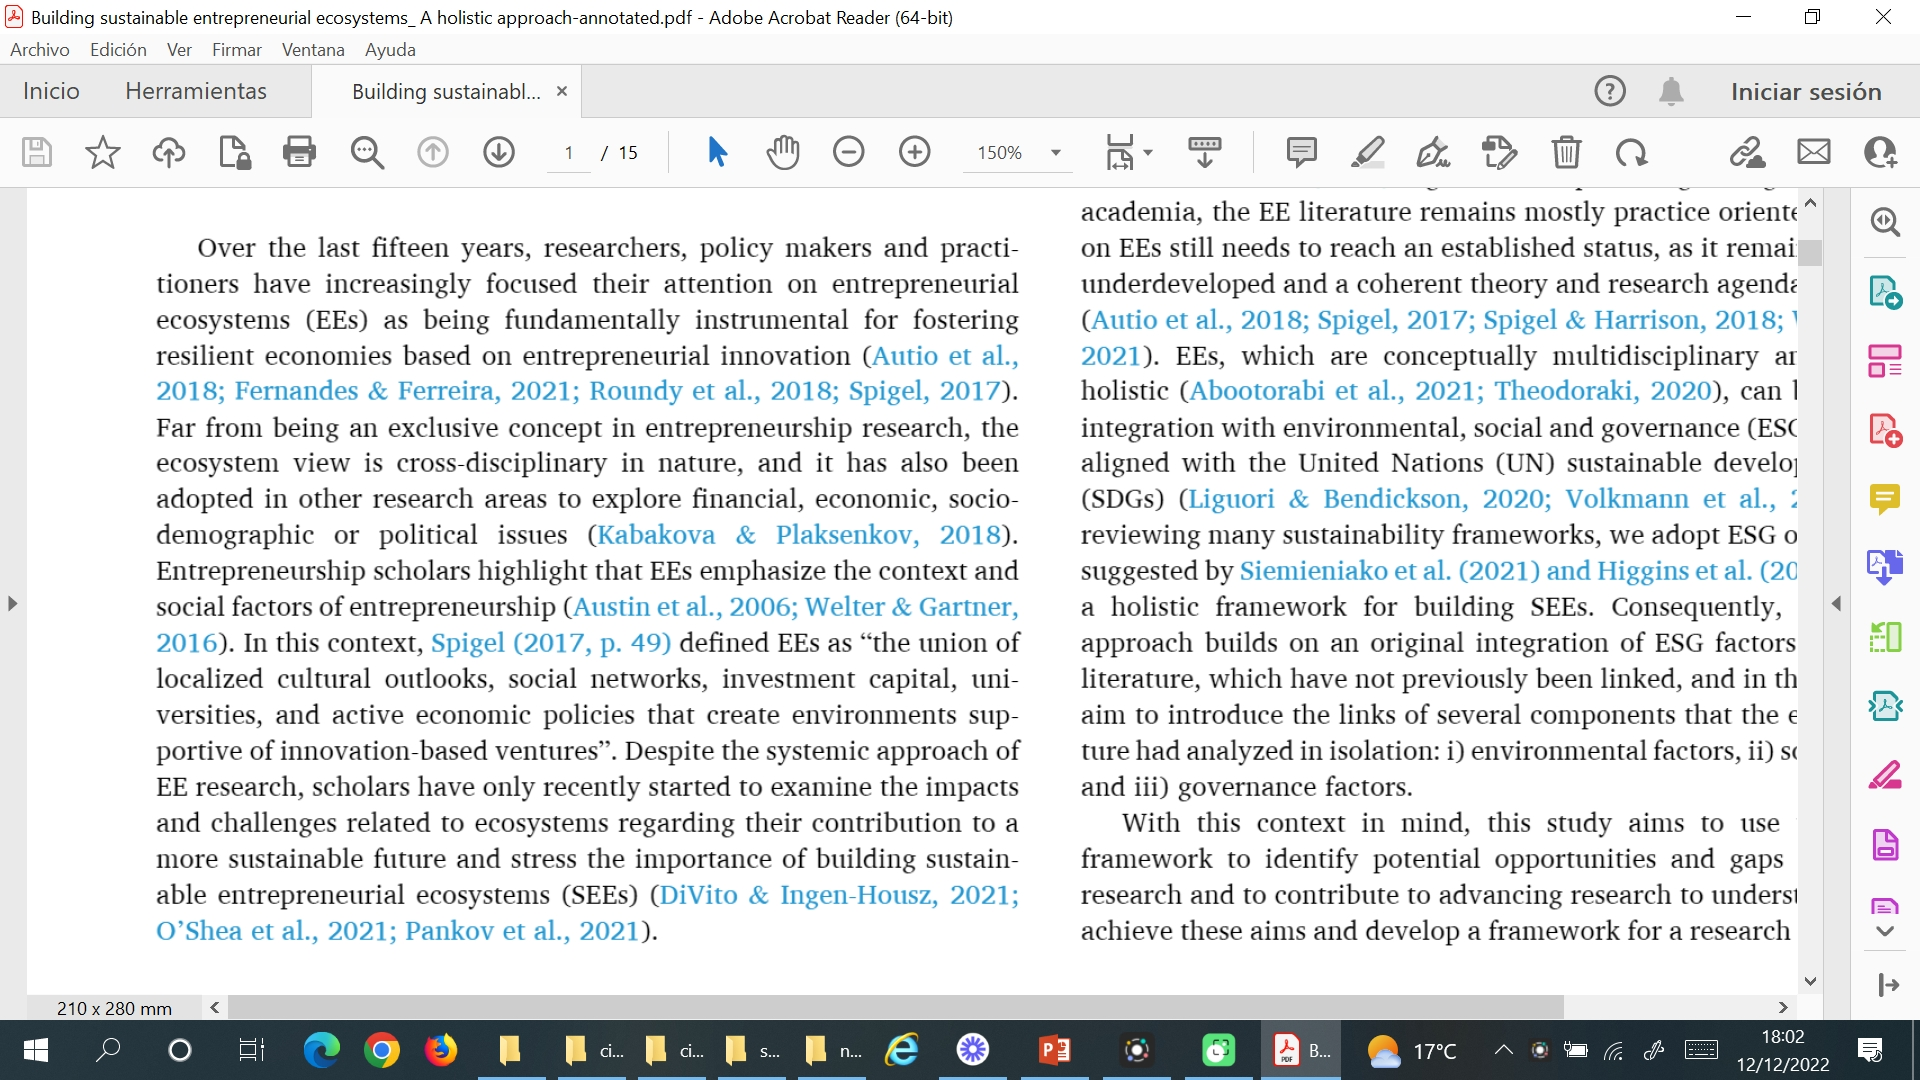 Building sustainable entrepreneurial ecosystems_ A holistic approach-annotated.pdf - Adobe Acrobat Reader (64-bit)
Archivo Edición Ver Firmar Ventana Ayuda
Inicio Herramientas Building sustainabl... × Iniciar sesión
1 / 15 150%
Over the last fifteen years, researchers, policy makers and practi-
tioners have increasingly focused their attention on entrepreneurial
ecosystems (EEs) as being fundamentally instrumental for fostering
resilient economies based on entrepreneurial innovation (Autio et al.,
2018; Fernandes & Ferreira, 2021; Roundy et al., 2018; Spigel, 2017).
Far from being an exclusive concept in entrepreneurship research, the
ecosystem view is cross-disciplinary in nature, and it has also been
adopted in other research areas to explore financial, economic, socio-
demographic or political issues (Kabakova & Plaksenkov, 2018).
Entrepreneurship scholars highlight that EEs emphasize the context and
social factors of entrepreneurship (Austin et al., 2006; Welter & Gartner,
2016). In this context, Spigel (2017, p. 49) defined EEs as “the union of
localized cultural outlooks, social networks, investment capital, uni-
versities, and active economic policies that create environments sup-
portive of innovation-based ventures”. Despite the systemic approach of
EE research, scholars have only recently started to examine the impacts
and challenges related to ecosystems regarding their contribution to a
more sustainable future and stress the importance of building sustain-
able entrepreneurial ecosystems (SEEs) (DiVito & Ingen-Housz, 2021;
O’Shea et al., 2021; Pankov et al., 2021).
academia, the EE literature remains mostly practice oriente
on EEs still needs to reach an established status, as it remai
underdeveloped and a coherent theory and research agenda
(Autio et al., 2018; Spigel, 2017; Spigel & Harrison, 2018;
2021). EEs, which are conceptually multidisciplinary an
holistic (Abootorabi et al., 2021; Theodoraki, 2020), can
integration with environmental, social and governance (ESG
aligned with the United Nations (UN) sustainable develop
(SDGs) (Liguori & Bendickson, 2020; Volkmann et al., 2
reviewing many sustainability frameworks, we adopt ESG o
suggested by Siemieniako et al. (2021) and Higgins et al. (20
a holistic framework for building SEEs. Consequently,
approach builds on an original integration of ESG factors
literature, which have not previously been linked, and in th
aim to introduce the links of several components that the e
ture had analyzed in isolation: i) environmental factors, ii) so
and iii) governance factors.
With this context in mind, this study aims to use
framework to identify potential opportunities and gaps
research and to contribute to advancing research to underst
achieve these aims and develop a framework for a research
210 x 280 mm
ci... ci... s... n... B... 17°C 18:02
12/12/2022